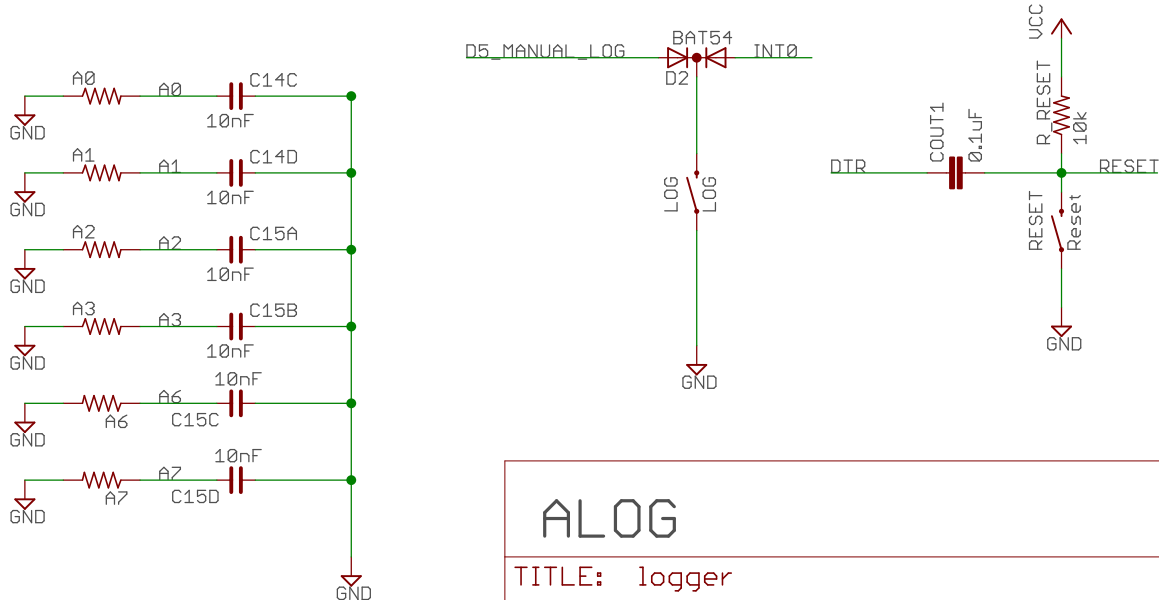 A0 A0 C14C
10nF
GND
A1 A1 C14D
10nF
GND
A2 A2 C15A
10nF
GND
A3 A3 C15B
10nF
GND
10nF
A6
A6 C15C
GND
10nF
A7
A7 C15D
GND
GND
BAT54
D5_MANUAL_LOG INT0
D2
LOG LOG
GND
VCC
R_RESET 10k
COUT1 0.1uF
DTR RESET
RESET Reset
GND
ALOG
TITLE: logger